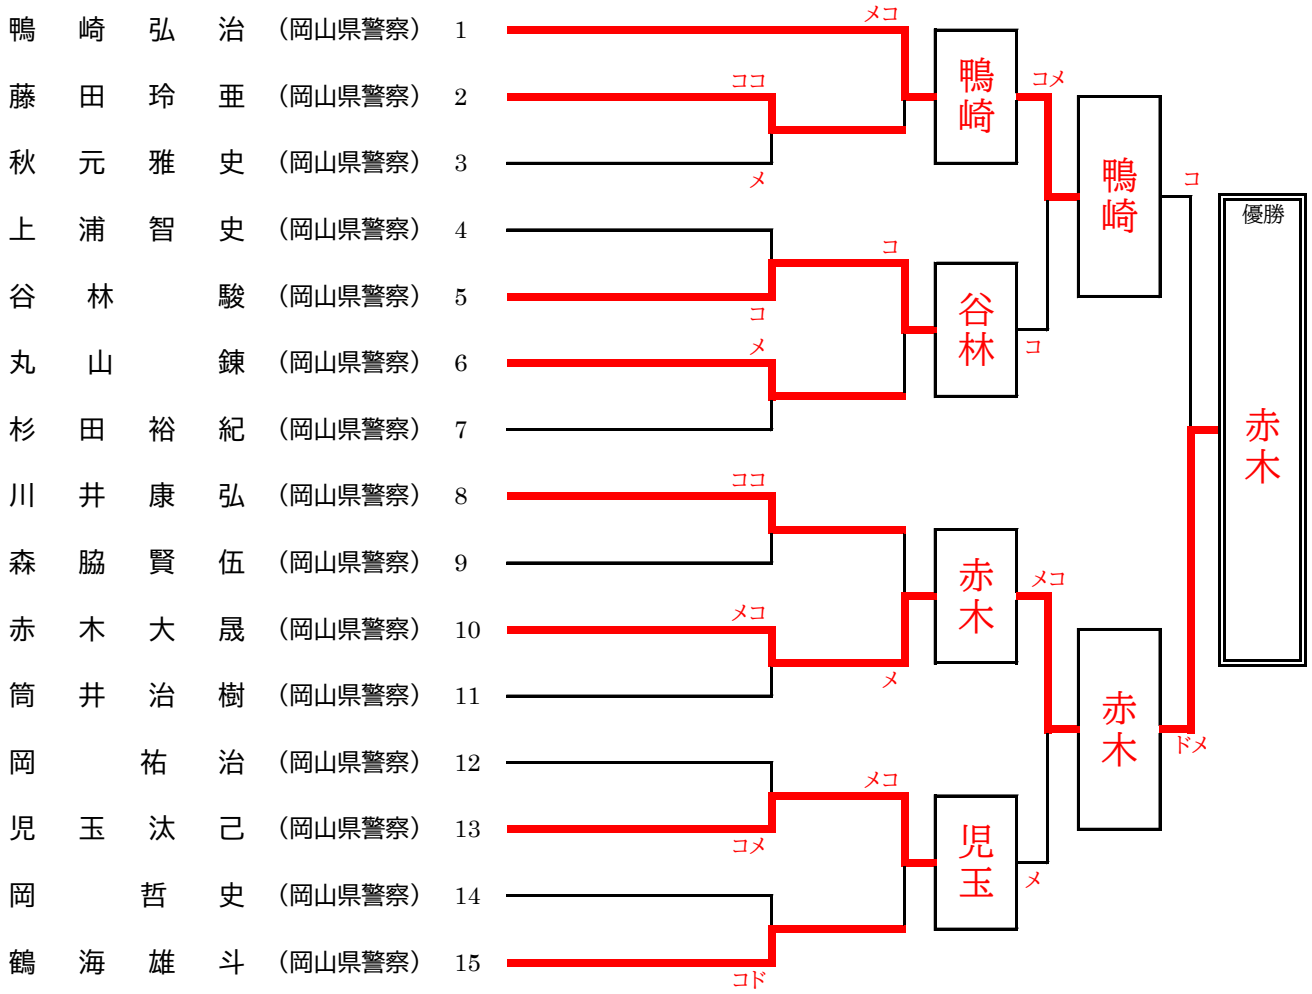 鴨崎弘治 （岡山県警察） 1
藤田玲亜 （岡山県警察） 2
秋元雅史 （岡山県警察） 3
上浦智史 （岡山県警察） 4
谷林駿 （岡山県警察） 5
丸山錬 （岡山県警察） 6
杉田裕紀 （岡山県警察） 7
川井康弘 （岡山県警察） 8
森脇賢伍 （岡山県警察） 9
赤木大晟 （岡山県警察） 10
筒井治樹 （岡山県警察） 11
岡祐治 （岡山県警察） 12
児玉汰己 （岡山県警察） 13
岡哲史 （岡山県警察） 14
鶴海雄斗 （岡山県警察） 15
ココ
メ
コ
メ
ココ
メコ
コメ
コド
メコ
コ
メ
メコ
鴨崎
谷林
赤木
児玉
コメ
コ
メコ
メ
鴨崎
赤木
コ
ドメ
優勝
赤木